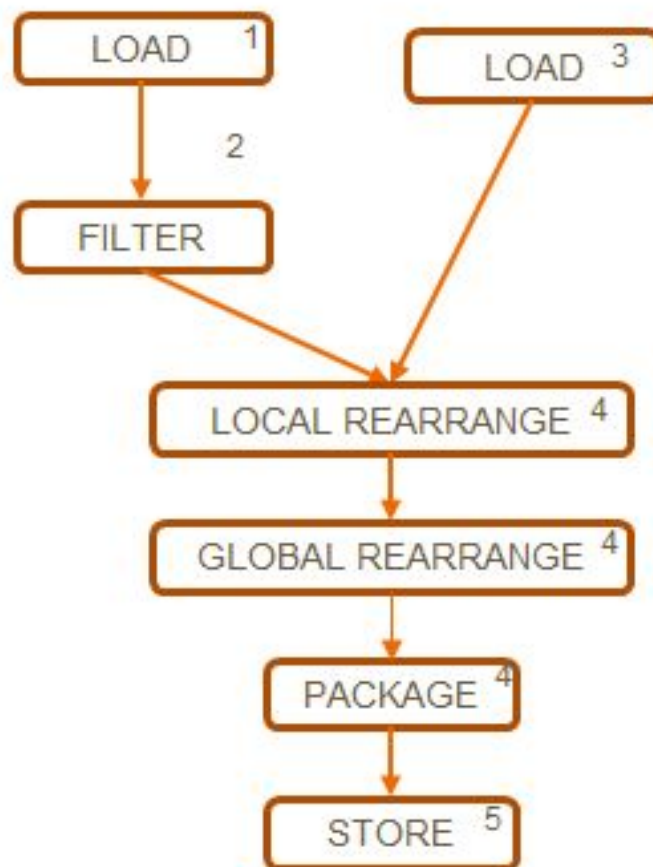 LOAD 1
LOAD 3
2
FILTER
LOCAL REARRANGE 4
GLOBAL REARRANGE 4
PACKAGE 4
STORE 5